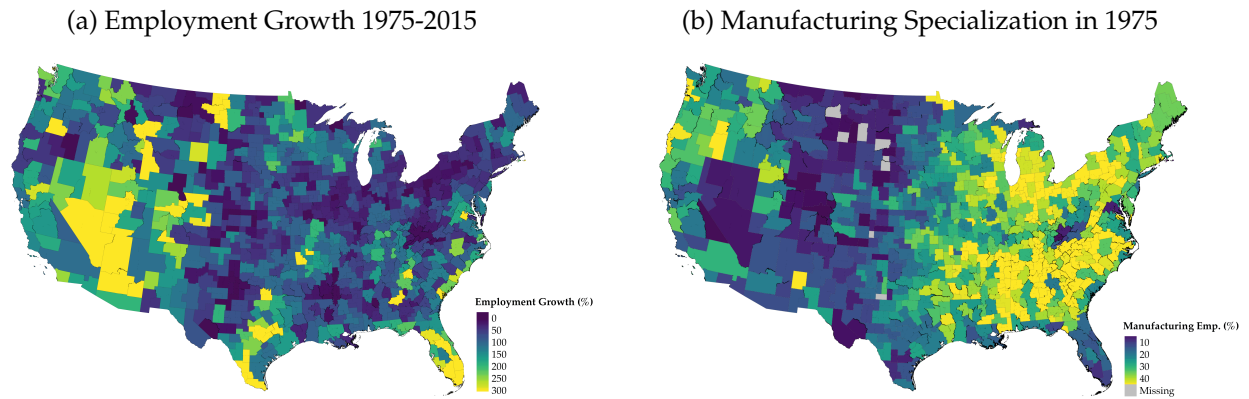 (a) Employment Growth 1975-2015
(b) Manufacturing Specialization in 1975
Employment Growth (%)
0
50
100
150
200
250
300
Manufacturing Emp. (%)
10
20
30
40
Missing